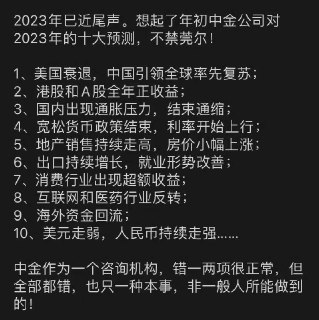 2023年已近尾声。想起了年初中金公司对
2023年的十大预测，不禁莞尔！
1、美国衰退，中国引领全球率先复苏；
2、港股和A股全年正收益；
3、国内出现通胀压力，结束通缩；
4、宽松货币政策结束，利率开始上行；
5、地产销售持续走高，房价小幅上涨；
6、出口持续增长，就业形势改善；
7、消费行业出现超额收益；
8、互联网和医药行业反转；
9、海外资金回流；
10、美元走弱，人民币持续走强......
中金作为一个咨询机构，错一两项很正常，但
全部都错，也只一种本事，非一般人所能做到
的！